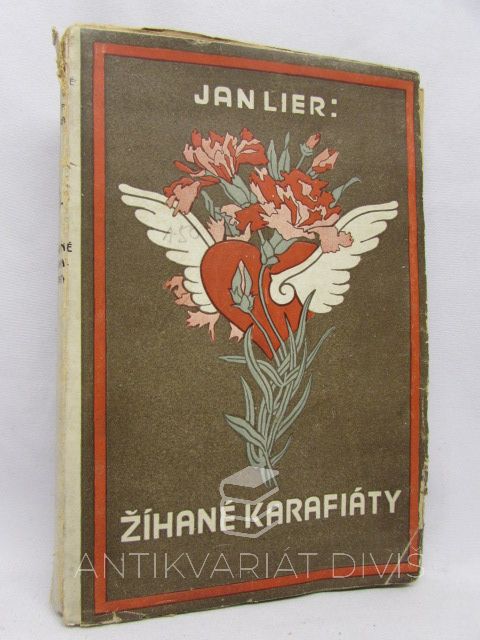 JAN LIER:
ŽÍHANÉ KARAFIÁTY
ANTIKVARIÁT DIVIŠ